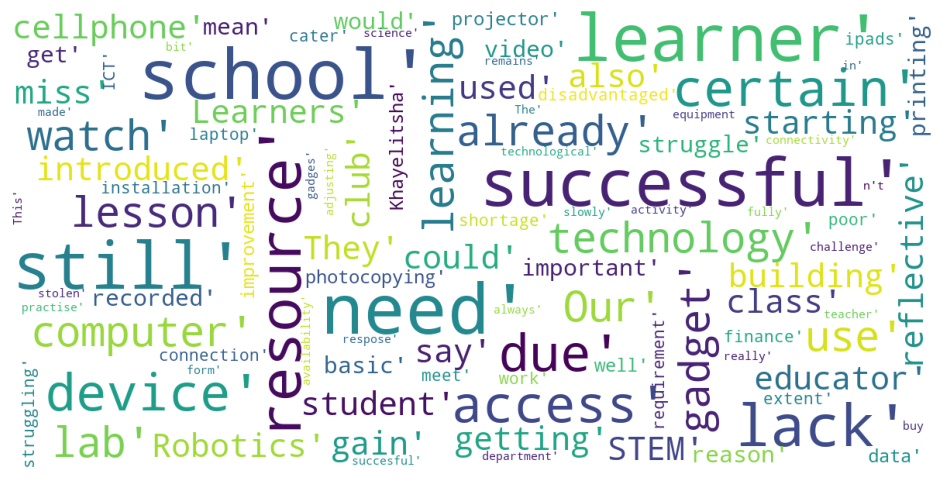 cellphone'
mean'
cater'
would'
projector'
learner'
ipads'
printing'
get'
bit'
science'
video'
remains'
in'
ICT'
school'
learning'
used'
also'
certain'
miss
made'
Learners'
disadvantaged'
The
equipment
starting'
watch'
laptop'
already'
struggle'
connectivity'
introduced'
club'
Khayelitsha'
technological'
installation'
gadges'
adjusting'
successful'
n't
This'
lesson'
improvement'
resource'
shortage'
slowly'
activity'
fully'
poor'
reflective'
still'
They'
could'
technology'
challenge'
stolen'
recorded'
photocopying'
important'
building'
practise'
need'
always'
Our'
gadget'
class'
teacher'
computer'
availability'
respose'
requirement'
finance'
use'
connection'
basic'
say'
due'
well'
really'
form'
meet'
work'
educator'
struggling'
device'
student'
access'
extent'
lack'
buy
lab'
Robotics'
gain'
getting'
STEM'
reason'
data'
succesful'
department'